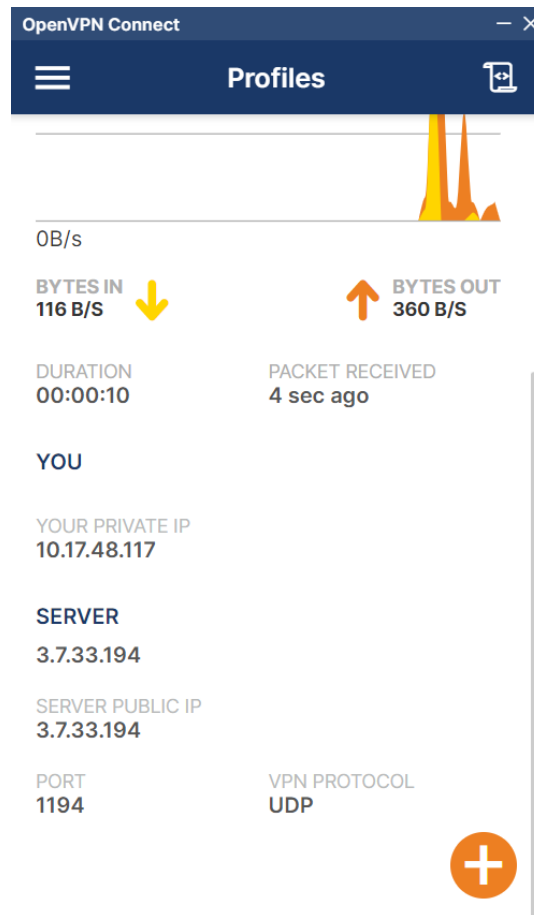 OpenVPN Connect
Profiles
0B/s
BYTES IN
116 B/S
BYTES OUT
360 B/S
DURATION
00:00:10
PACKET RECEIVED
4 sec ago
YOU
YOUR PRIVATE IP
10.17.48.117
SERVER
3.7.33.194
SERVER PUBLIC IP
3.7.33.194
PORT
1194
VPN PROTOCOL
UDP